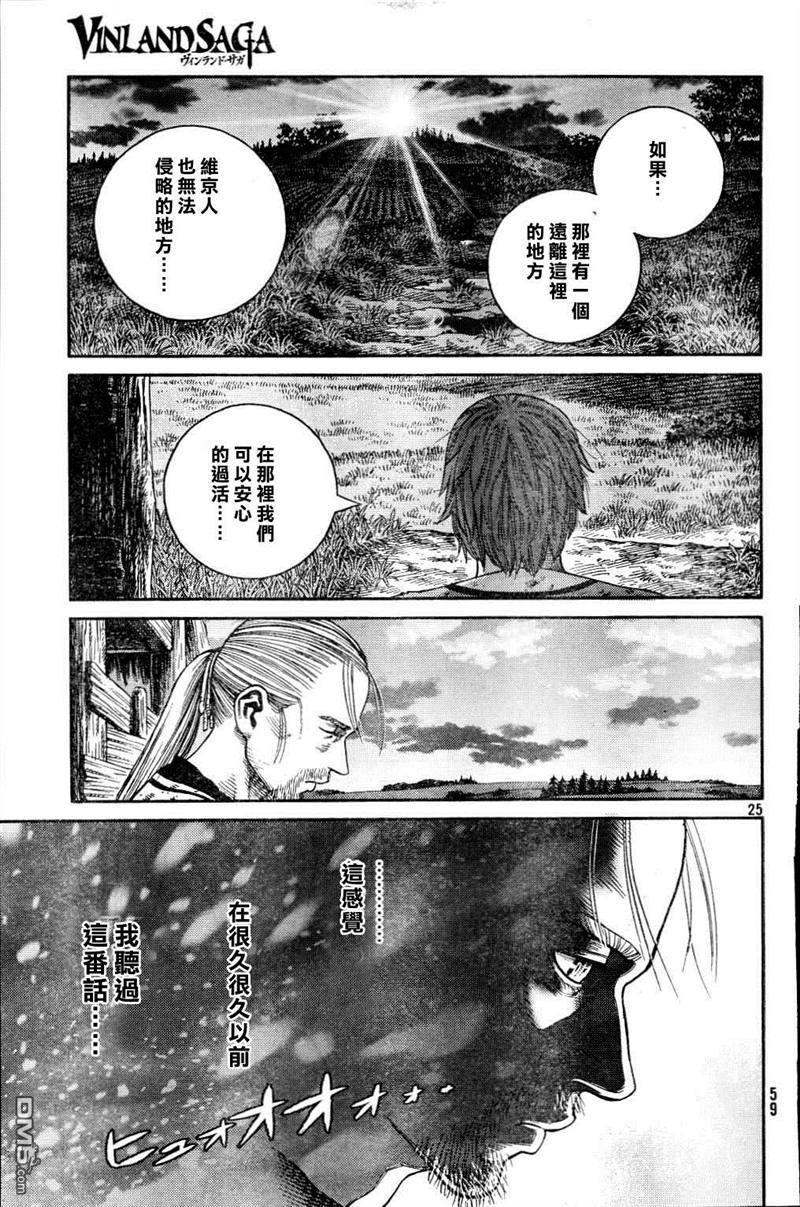 VINLAND SAGA
ヴィンランド・サガ
如果…
那裡有一個
遠離這裡
的地方
維京人
也無法
侵略的地方
……
在那裡我們
可以安心
的過活……
25
…………
這感覺
在很久很久以前
我聽過
這番話……
ヒュオオオォォ…
59
DM5.com